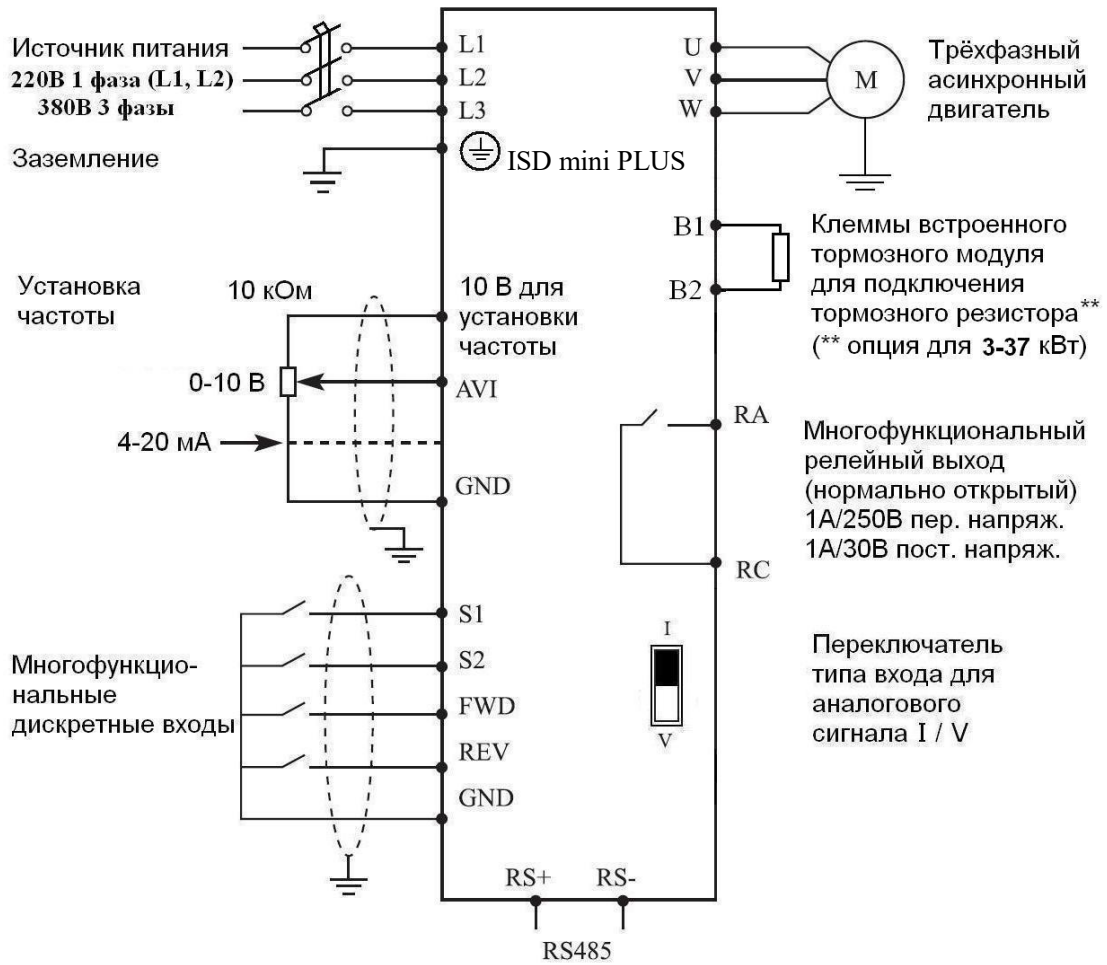 Источник питания
220В 1 фаза (L1, L2)
380В 3 фазы
Заземление
L1
L2
L3
ISD mini PLUS
U
V
W
M
Трёхфазный
асинхронный
двигатель
B1
B2
Клеммы встроенного
тормозного модуля
для подключения
тормозного резистора**
(** опция для 3-37 кВт)
Установка
частоты
10 кОм
0-10 В
4-20 мА
10 В для
установки
частоты
AVI
GND
RA
RC
Многофункциональный
релейный выход
(нормально открытый)
1А/250В пер. напряж.
1А/30В пост. напряж.
Многофункцио-
нальные
дискретные входы
S1
S2
FWD
REV
GND
I
V
Переключатель
типа входа для
аналогового
сигнала I / V
RS+ RS-
RS485